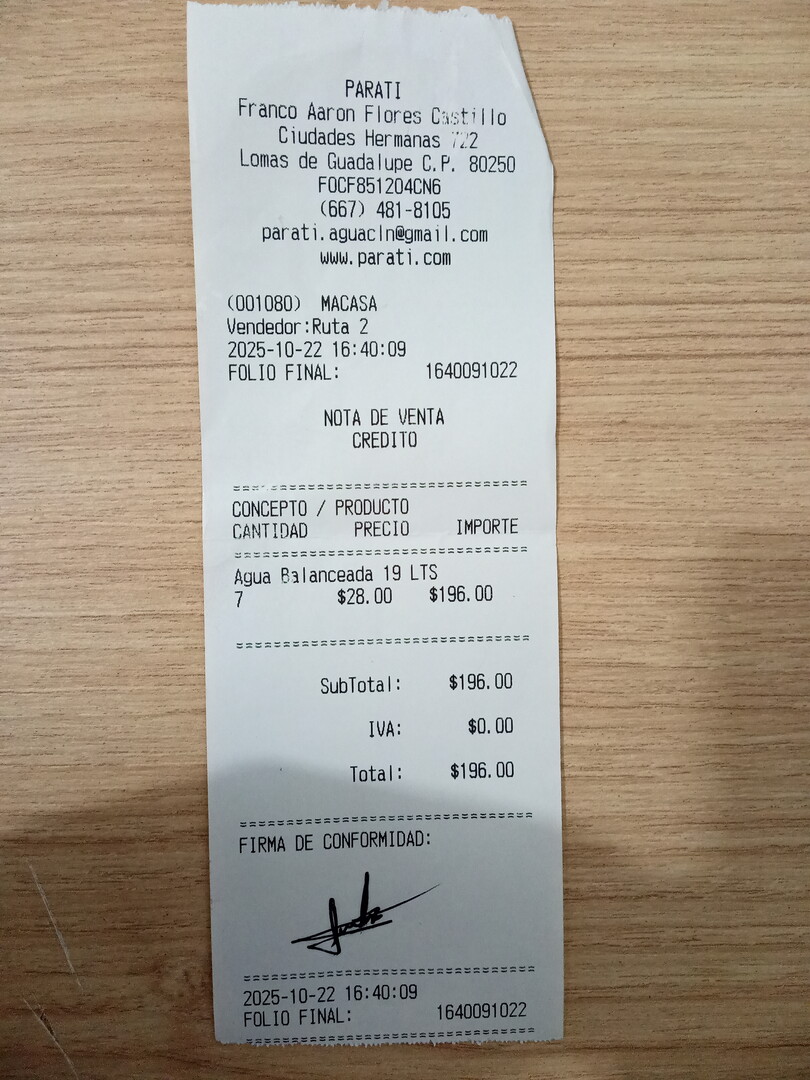 PARATI
Franco Aaron Flores Castillo
Ciudades Hermanas 722
Lomas de Guadalupe C.P. 80250
FOCF851204CN6
(667) 481-8105
parati.aguacln@gmail.com
www.parati.com
(001080) MACASA
Vendedor:Ruta 2
2025-10-22 16:40:09
FOLIO FINAL: 1640091022
NOTA DE VENTA
CREDITO
CONCEPTO / PRODUCTO
CANTIDAD PRECIO IMPORTE
Agua Balanceada 19 LTS
7 $28.00 $196.00
SubTotal: $196.00
IVA: $0.00
Total: $196.00
FIRMA DE CONFORMIDAD:
2025-10-22 16:40:09
FOLIO FINAL: 1640091022